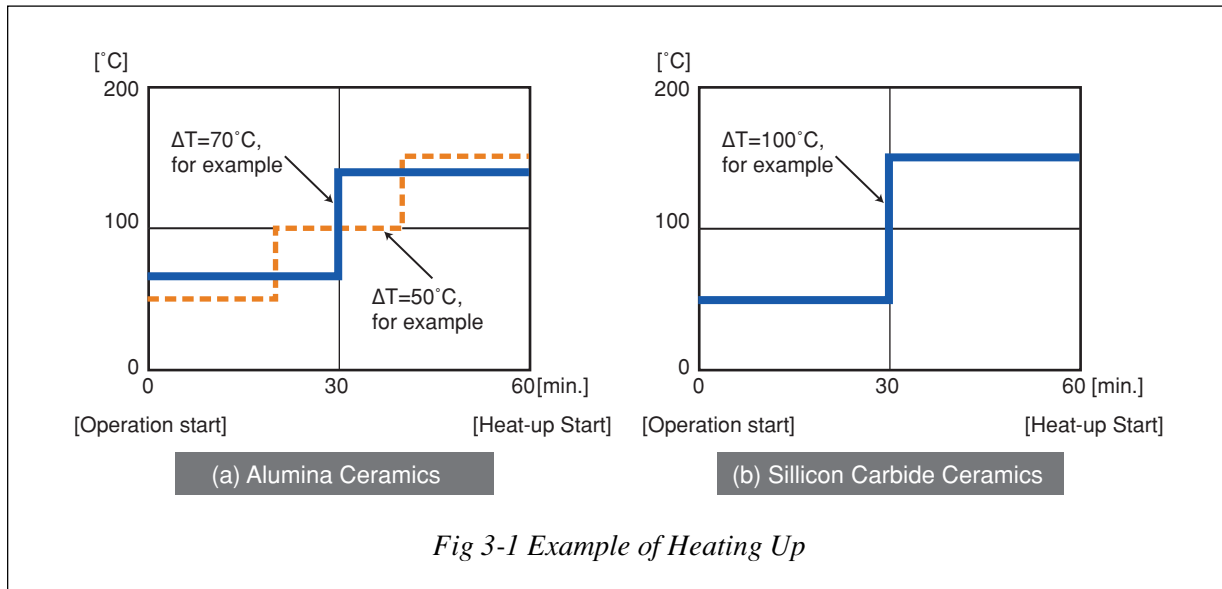 [˚C]
200
ΔT=70˚C,
for example
100
ΔT=50˚C,
for example
0
0
30
60[min.]
[Operation start]
[Heat-up Start]
(a) Alumina Ceramics
[˚C]
200
ΔT=100˚C,
for example
100
0
0
30
60 [min.]
[Operation start]
[Heat-up Start]
(b) Sillicon Carbide Ceramics
Fig 3-1 Example of Heating Up